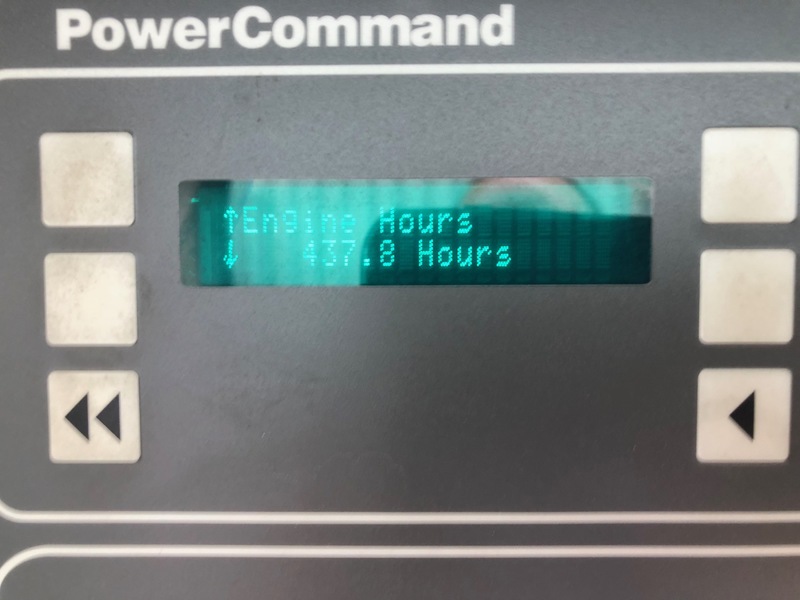 PowerCommand
↑Engine Hours
↓ 437.8 Hours